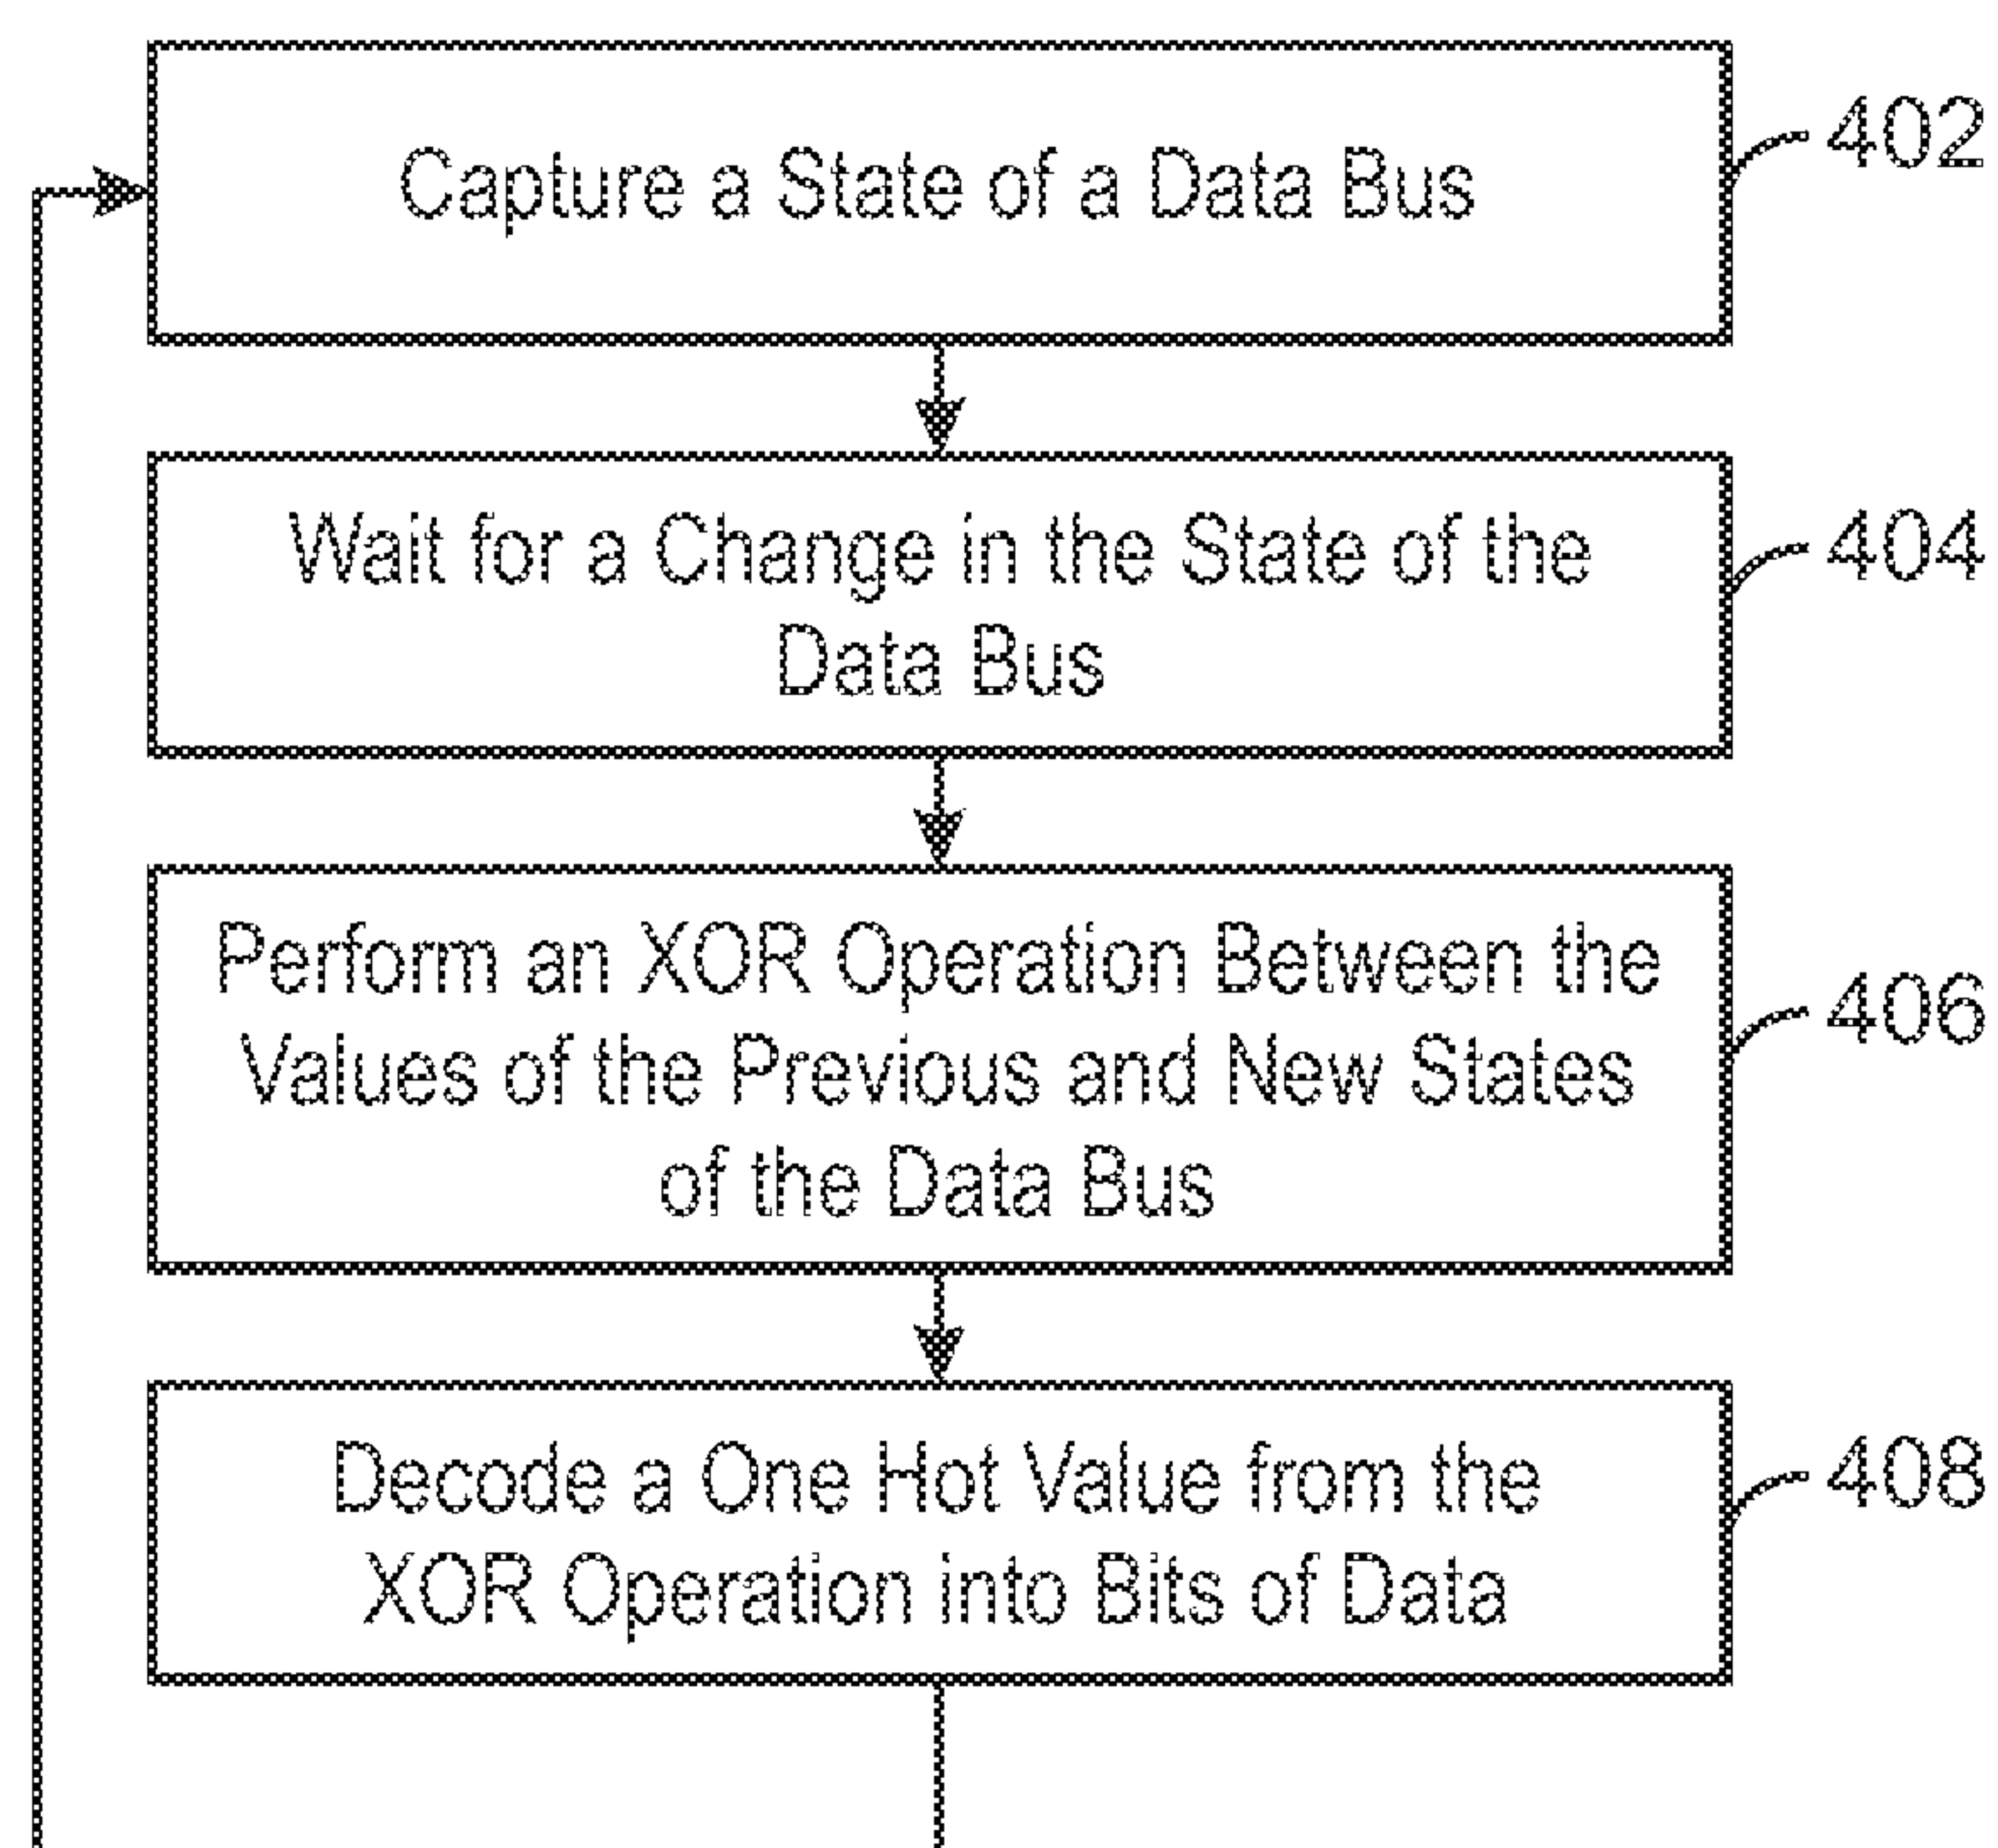 Capture a State of a Data Bus
402
Wait for a Change in the State of the
Data Bus
404
Perform an XOR Operation Between the
Values of the Previous and New States
of the Data Bus
406
Decode a One Hot Value from the
XOR Operation into Bits of Data
408